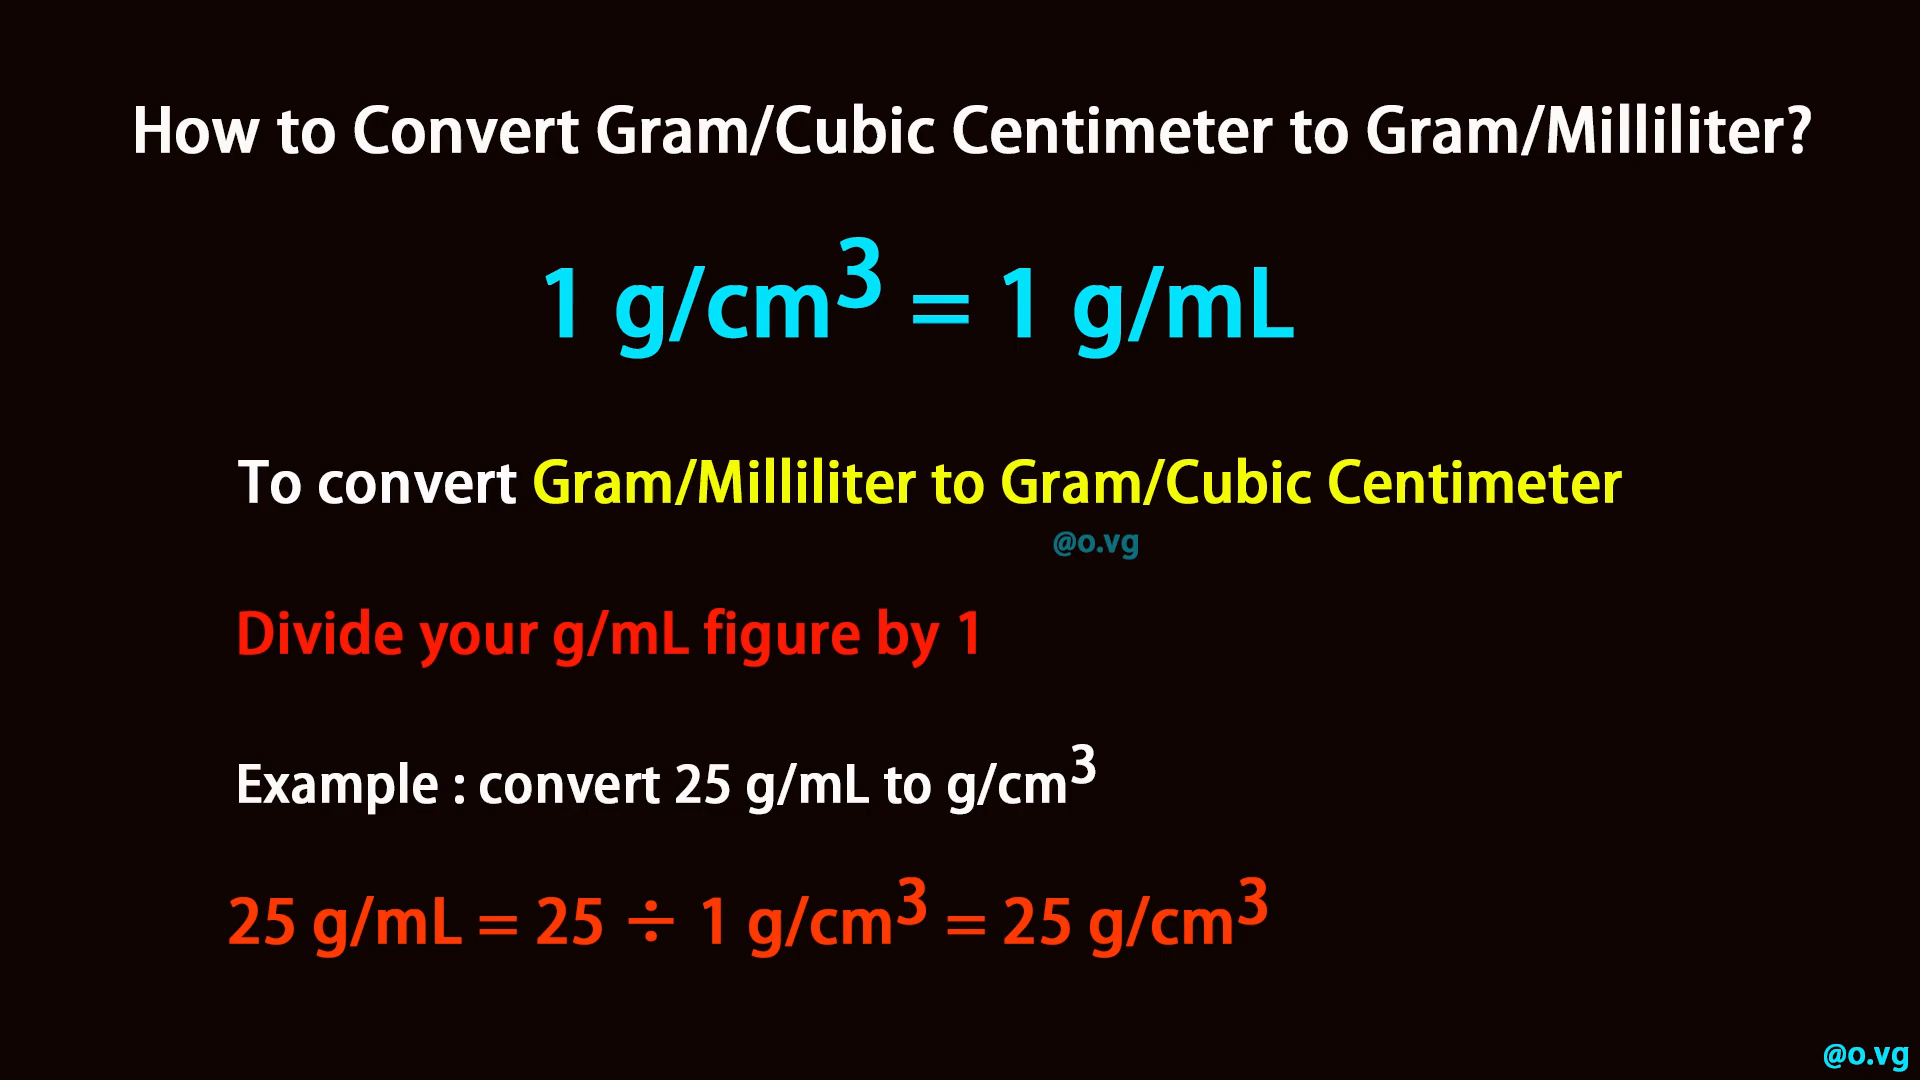 How to Convert Gram/Cubic Centimeter to Gram/Milliliter?
1 g/cm³ = 1 g/mL
To convert Gram/Milliliter to Gram/Cubic Centimeter
@o.vg
Divide your g/mL figure by 1
Example : convert 25 g/mL to g/cm³
25 g/mL = 25 ÷ 1 g/cm³ = 25 g/cm³
@o.vg